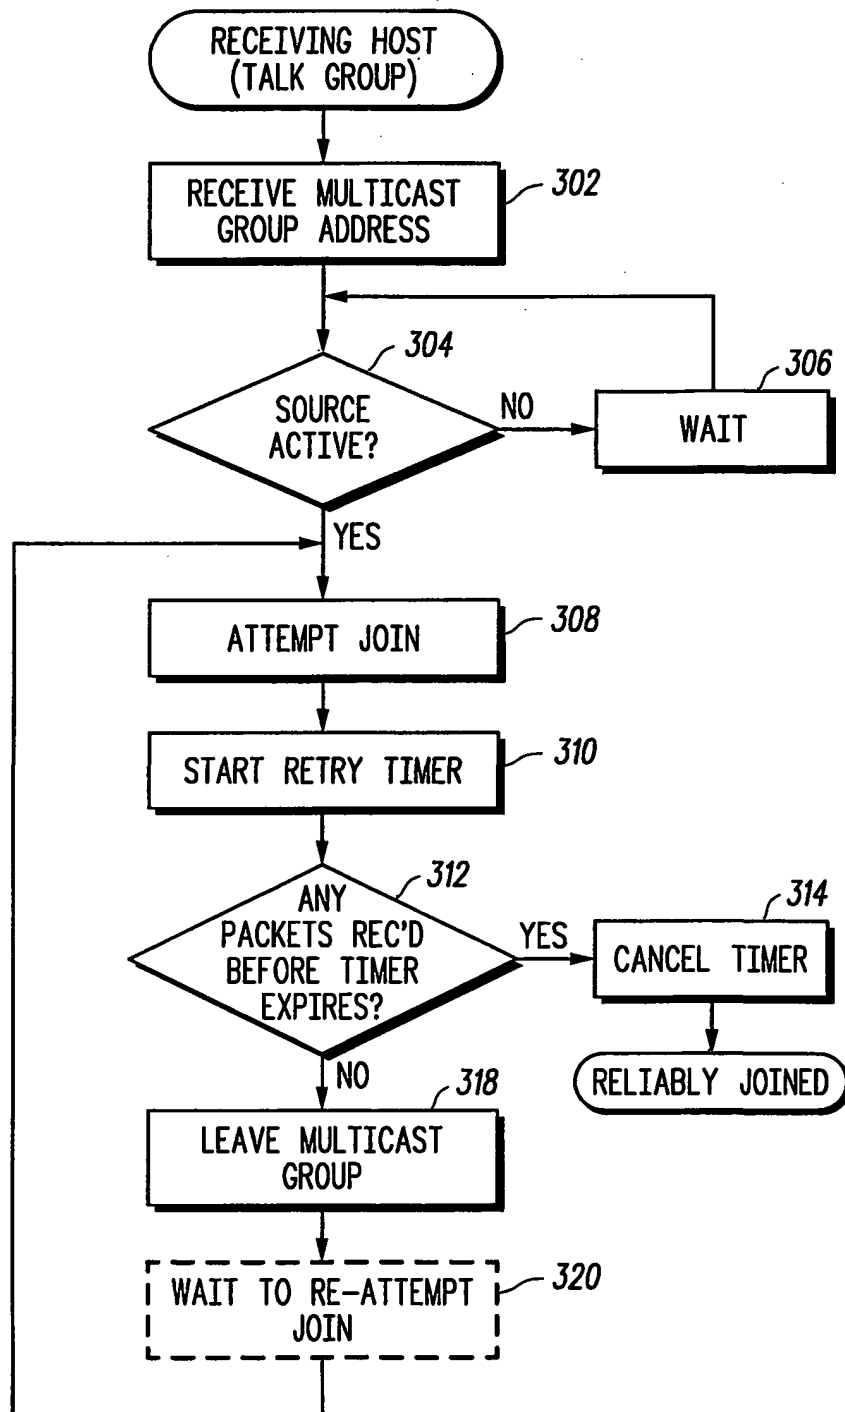 RECEIVING HOST
(TALK GROUP)
RECEIVE MULTICAST
GROUP ADDRESS
302
304
SOURCE
ACTIVE?
NO
306
WAIT
YES
ATTEMPT JOIN
308
START RETRY TIMER
310
312
ANY
PACKETS REC'D
BEFORE TIMER
EXPIRES?
YES
314
CANCEL TIMER
NO
RELIABLY JOINED
318
LEAVE MULTICAST
GROUP
WAIT TO RE-ATTEMPT
JOIN
320